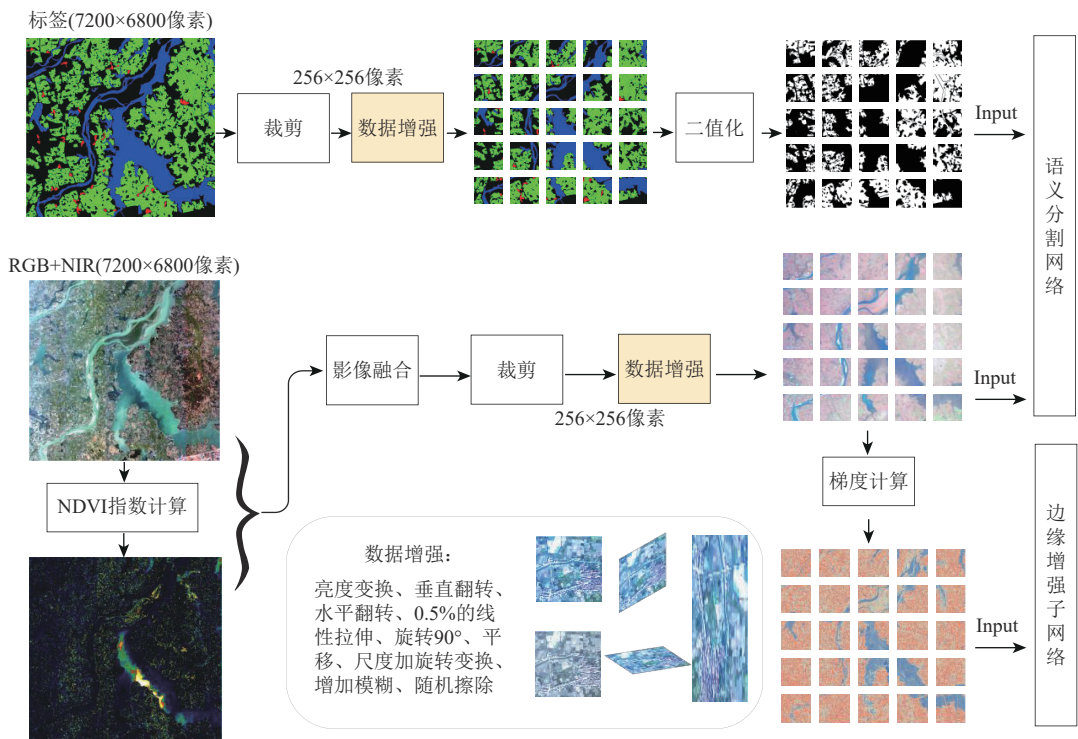 标签(7200×6800像素)
256×256像素
裁剪
数据增强
二值化
Input
语义分割网络
RGB+NIR(7200×6800像素)
影像融合
裁剪
数据增强
256×256像素
Input
NDVI指数计算
梯度计算
数据增强：
亮度变换、垂直翻转、
水平翻转、0.5%的线
性拉伸、旋转90°、平
移、尺度加旋转变换、
增加模糊、随机擦除
Input
边缘增强子网络